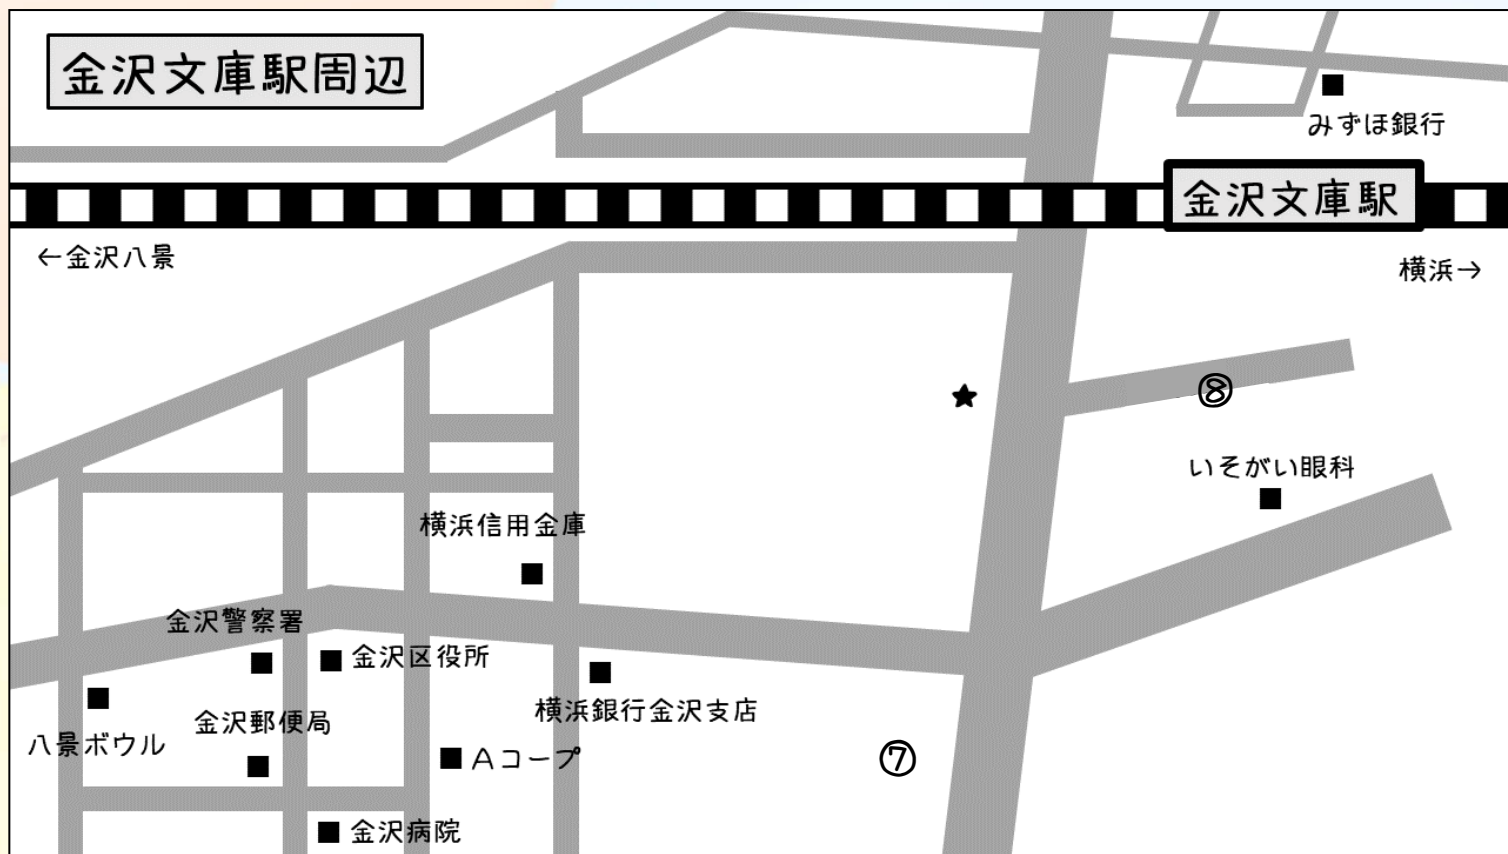 金沢文庫駅周辺
みずほ銀行
金沢文庫駅
←金沢八景
横浜→
⑧
いそがい眼科
横浜信用金庫
金沢警察署
金沢区役所
横浜銀行金沢支店
金沢郵便局
八景ボウル
Aコープ
⑦
金沢病院